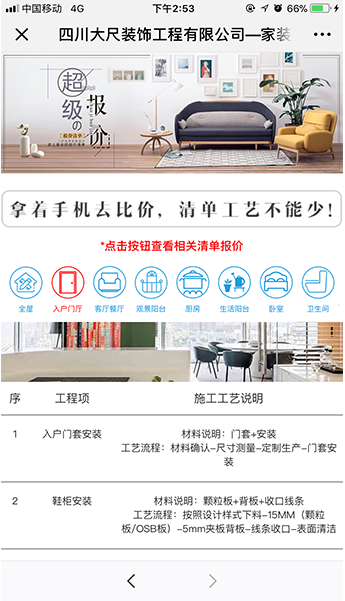 中国移动 4G 下午2:53 66%
四川大尺装饰工程有限公司—家装
超级の报价
拿着手机去比价，清单工艺不能少!
*点击按钮查看相关清单报价
全屋 入户门厅 客厅餐厅 观景阳台 厨房 生活阳台 卧室 卫生间
序 工程项 施工工艺说明
1 入户门套安装 材料说明：门套+安装
工艺流程：材料确认-尺寸测量-定制生产-门套安
装
2 鞋柜安装 材料说明：颗粒板+背板+收口线条
工艺流程：按照设计样式下料-15MM（颗粒
板/OSB板）-5mm夹板背板-线条收口-表面清洁